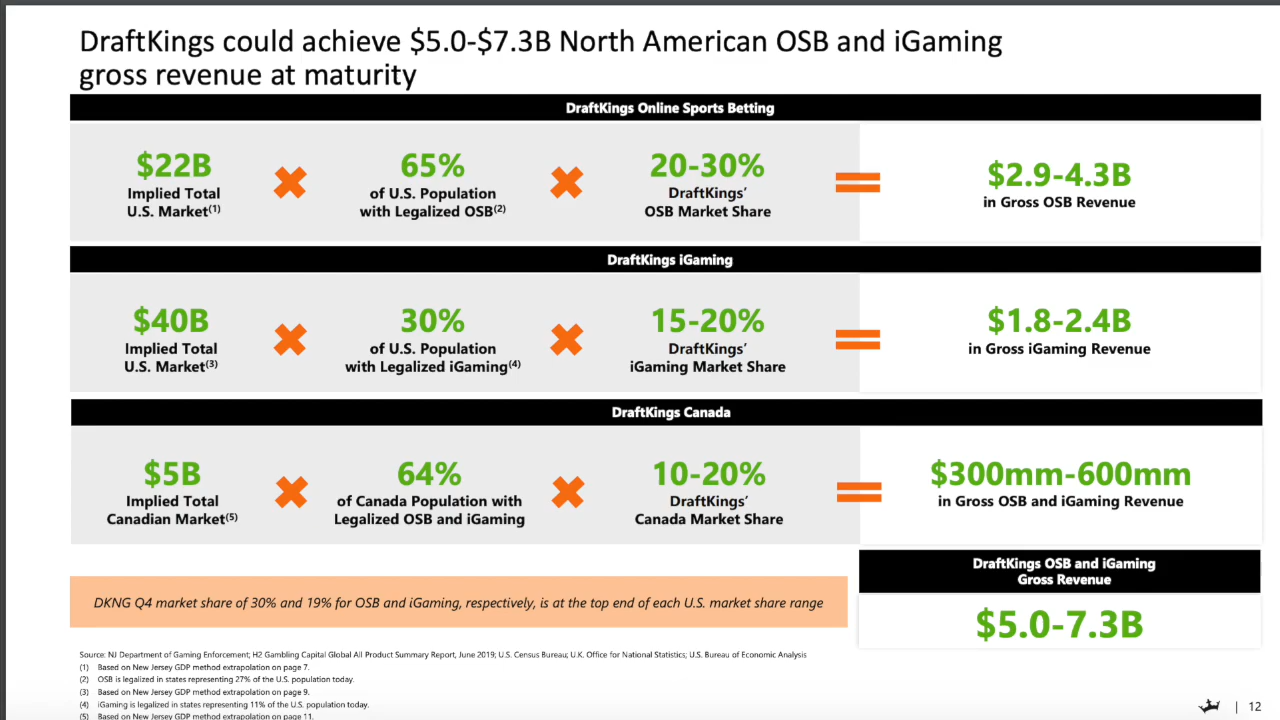 DraftKings could achieve $5.0-$7.3B North American OSB and iGaming
gross revenue at maturity
DraftKings Online Sports Betting
$22B
Implied Total
U.S. Market(1)
65%
of U.S. Population
with Legalized OSB(2)
20-30%
DraftKings’
OSB Market Share
$2.9-4.3B
in Gross OSB Revenue
DraftKings iGaming
$40B
Implied Total
U.S. Market(3)
30%
of U.S. Population
with Legalized iGaming(4)
15-20%
DraftKings’
iGaming Market Share
$1.8-2.4B
in Gross iGaming Revenue
DraftKings Canada
$5B
Implied Total
Canadian Market(5)
64%
of Canada Population with
Legalized OSB and iGaming
10-20%
DraftKings’
Canada Market Share
$300mm-600mm
in Gross OSB and iGaming Revenue
DraftKings OSB and iGaming
Gross Revenue
$5.0-7.3B
DKNG Q4 market share of 30% and 19% for OSB and iGaming, respectively, is at the top end of each U.S. market share range
Source: NJ Department of Gaming Enforcement; H2 Gambling Capital Global All Product Summary Report, June 2019; U.S. Census Bureau; U.K. Office for National Statistics; U.S. Bureau of Economic Analysis
(1) Based on New Jersey GDP method extrapolation on page 7.
(2) OSB is legalized in states representing 27% of the U.S. population today.
(3) Based on New Jersey GDP method extrapolation on page 9.
(4) iGaming is legalized in states representing 11% of the U.S. population today.
(5) Based on New Jersey GDP method extrapolation on page 11.
| 12